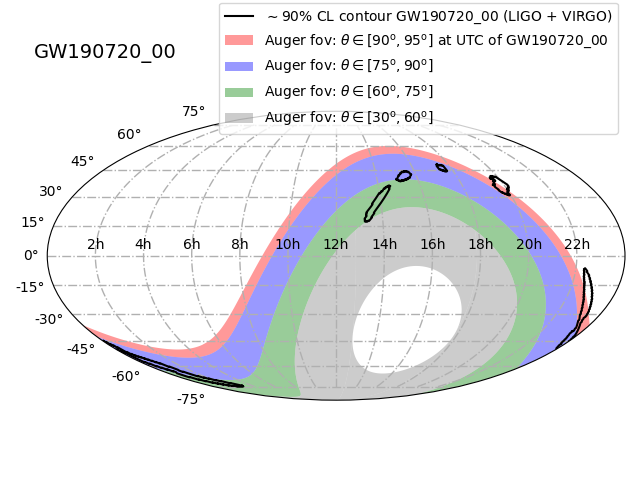 ~ 90% CL contour GW190720_00 (LIGO + VIRGO)
Auger fov: θ ∈ [90°, 95°] at UTC of GW190720_00
Auger fov: θ ∈ [75°, 90°]
Auger fov: θ ∈ [60°, 75°]
Auger fov: θ ∈ [30°, 60°]
GW190720_00
75°
60°
45°
30°
15°
0°
-15°
-30°
-45°
-60°
-75°
2h 4h 6h 8h 10h 12h 14h 16h 18h 20h 22h